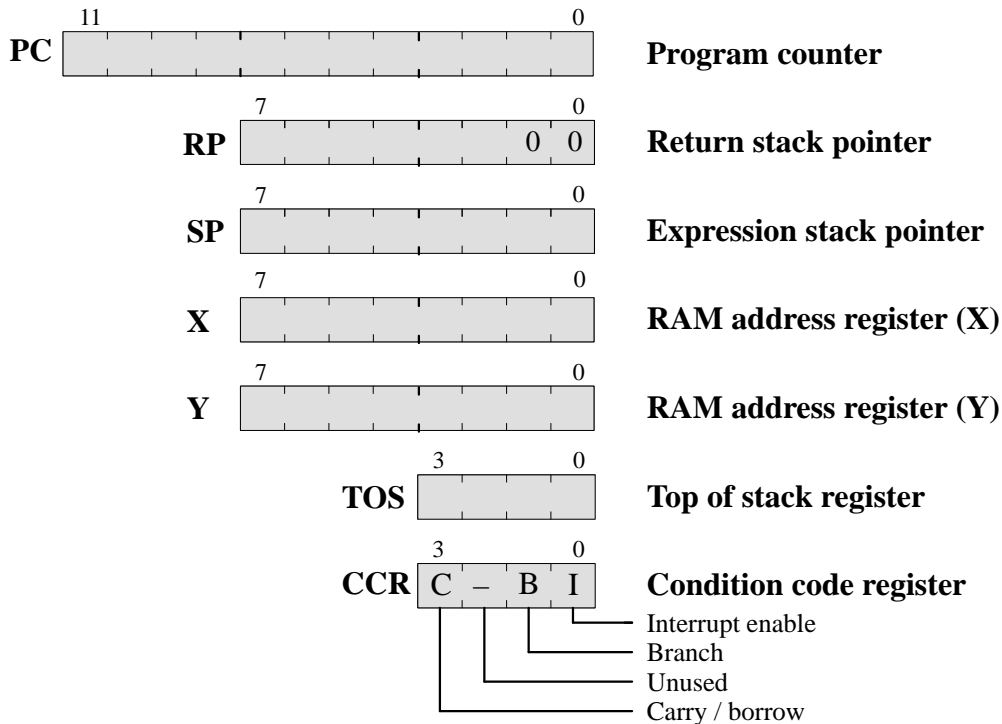 11 0
PC Program counter
7 0
RP 0 0 Return stack pointer
7 0
SP Expression stack pointer
7 0
X RAM address register (X)
7 0
Y RAM address register (Y)
3 0
TOS Top of stack register
3 0
CCR C – B I Condition code register
Interrupt enable
Branch
Unused
Carry / borrow